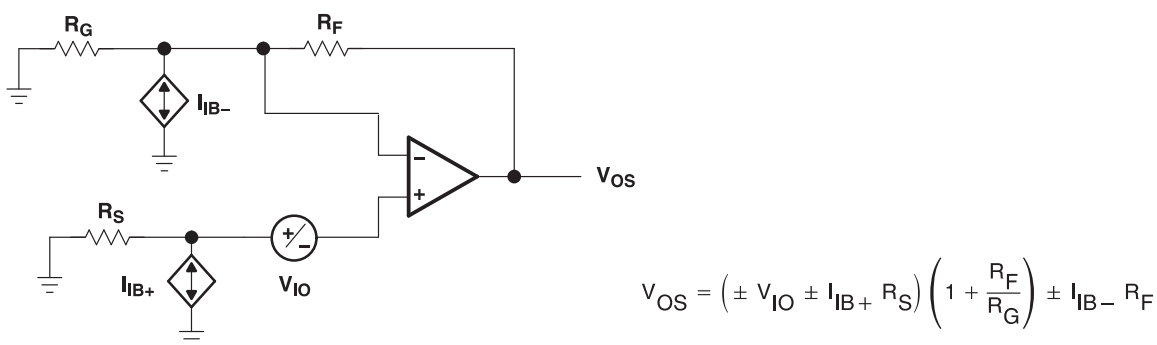 R_G
R_F
I_IB−
−
+
V_OS
R_S
+/−
I_IB+
V_IO
V_OS = ( ± V_IO ± I_IB+ R_S ) ( 1 + R_F / R_G ) ± I_IB− R_F